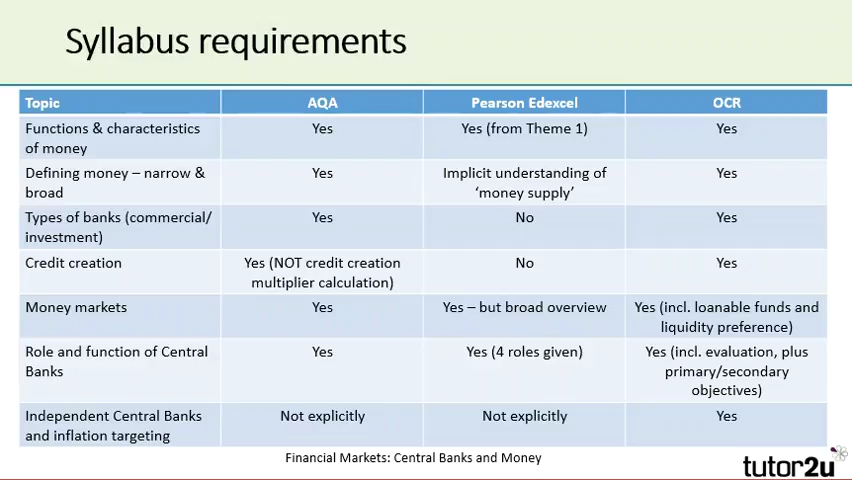 Syllabus requirements
Topic AQA Pearson Edexcel OCR
Functions & characteristics of money Yes Yes (from Theme 1) Yes
Defining money – narrow & broad Yes Implicit understanding of 'money supply' Yes
Types of banks (commercial/ investment) Yes No Yes
Credit creation Yes (NOT credit creation multiplier calculation) No Yes
Money markets Yes Yes – but broad overview Yes (incl. loanable funds and liquidity preference)
Role and function of Central Banks Yes Yes (4 roles given) Yes (incl. evaluation, plus primary/secondary objectives)
Independent Central Banks and inflation targeting Not explicitly Not explicitly Yes
Financial Markets: Central Banks and Money
tutor2u